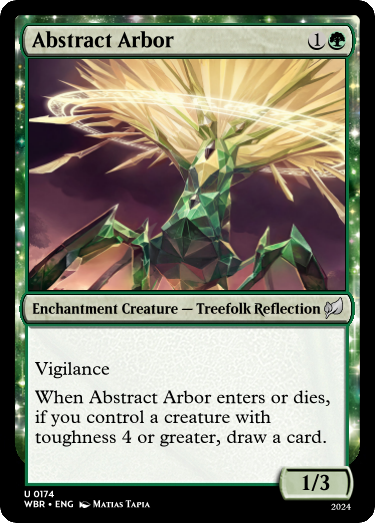 Abstract Arbor 1
Enchantment Creature — Treefolk Reflection
Vigilance
When Abstract Arbor enters or dies,
if you control a creature with
toughness 4 or greater, draw a card.
1/3
U 0174
WBR • ENG Matias Tapia
2024